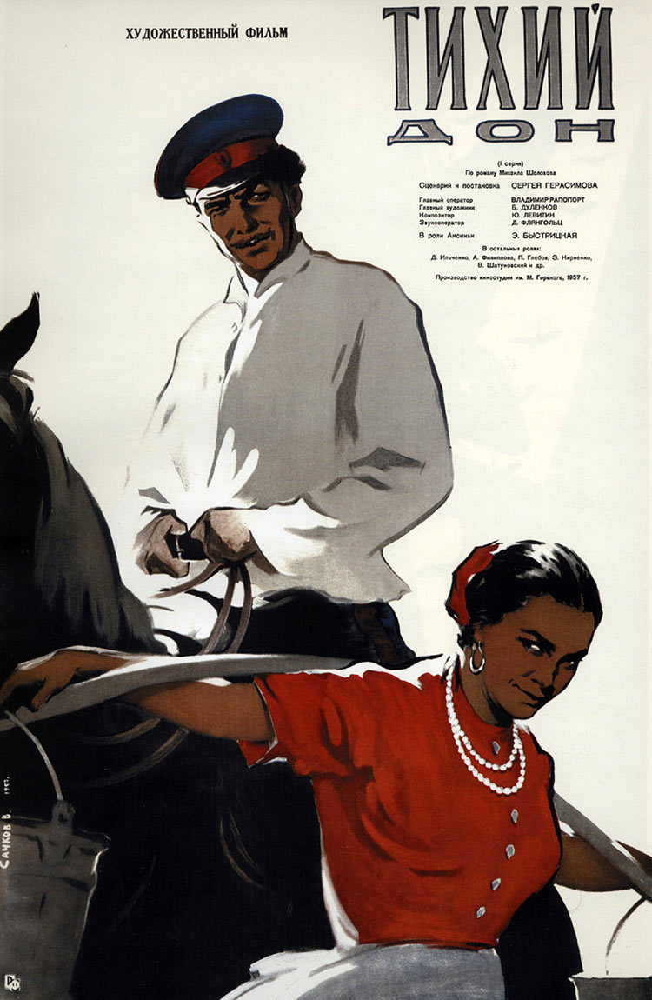 ХУДОЖЕСТВЕННЫЙ ФИЛЬМ
ТИХИЙ
ДОН
(I серия)
По роману Михаила Шолохова
Сценарий и постановка СЕРГЕЯ ГЕРАСИМОВА
Главный оператор ВЛАДИМИР РАПОПОРТ
Главный художник Б. ДУЛЕНКОВ
Композитор Ю. ЛЕВИТИН
Звукооператор Д. ФЛЯНГОЛЬЦ
В роли Аксиньи Э. БЫСТРИЦКАЯ
В остальных ролях:
Д. Ильченко, А. Филиппова, П. Глебов, З. Кириенко,
В. Шатуновский и др.
Производство киностудии им. М. Горького, 1957 г.
САЧКОВ В. 1957.
РФ